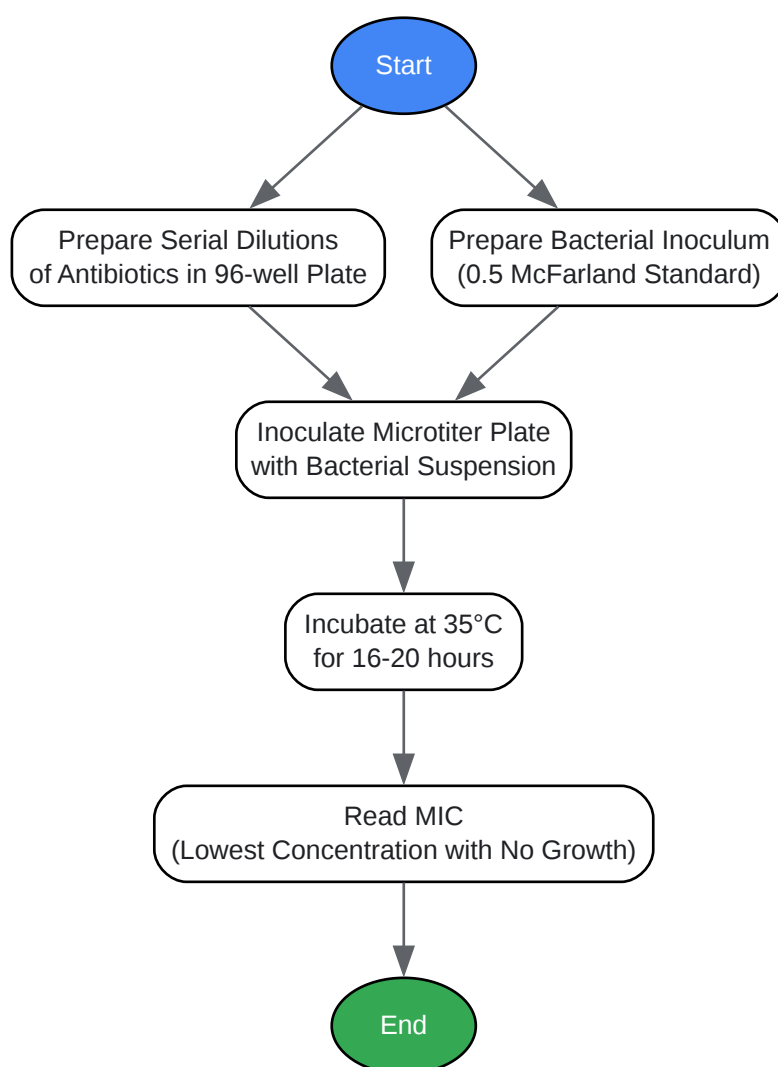 Start
Prepare Serial Dilutions
of Antibiotics in 96-well Plate
Prepare Bacterial Inoculum
(0.5 McFarland Standard)
Inoculate Microtiter Plate
with Bacterial Suspension
Incubate at 35°C
for 16-20 hours
Read MIC
(Lowest Concentration with No Growth)
End